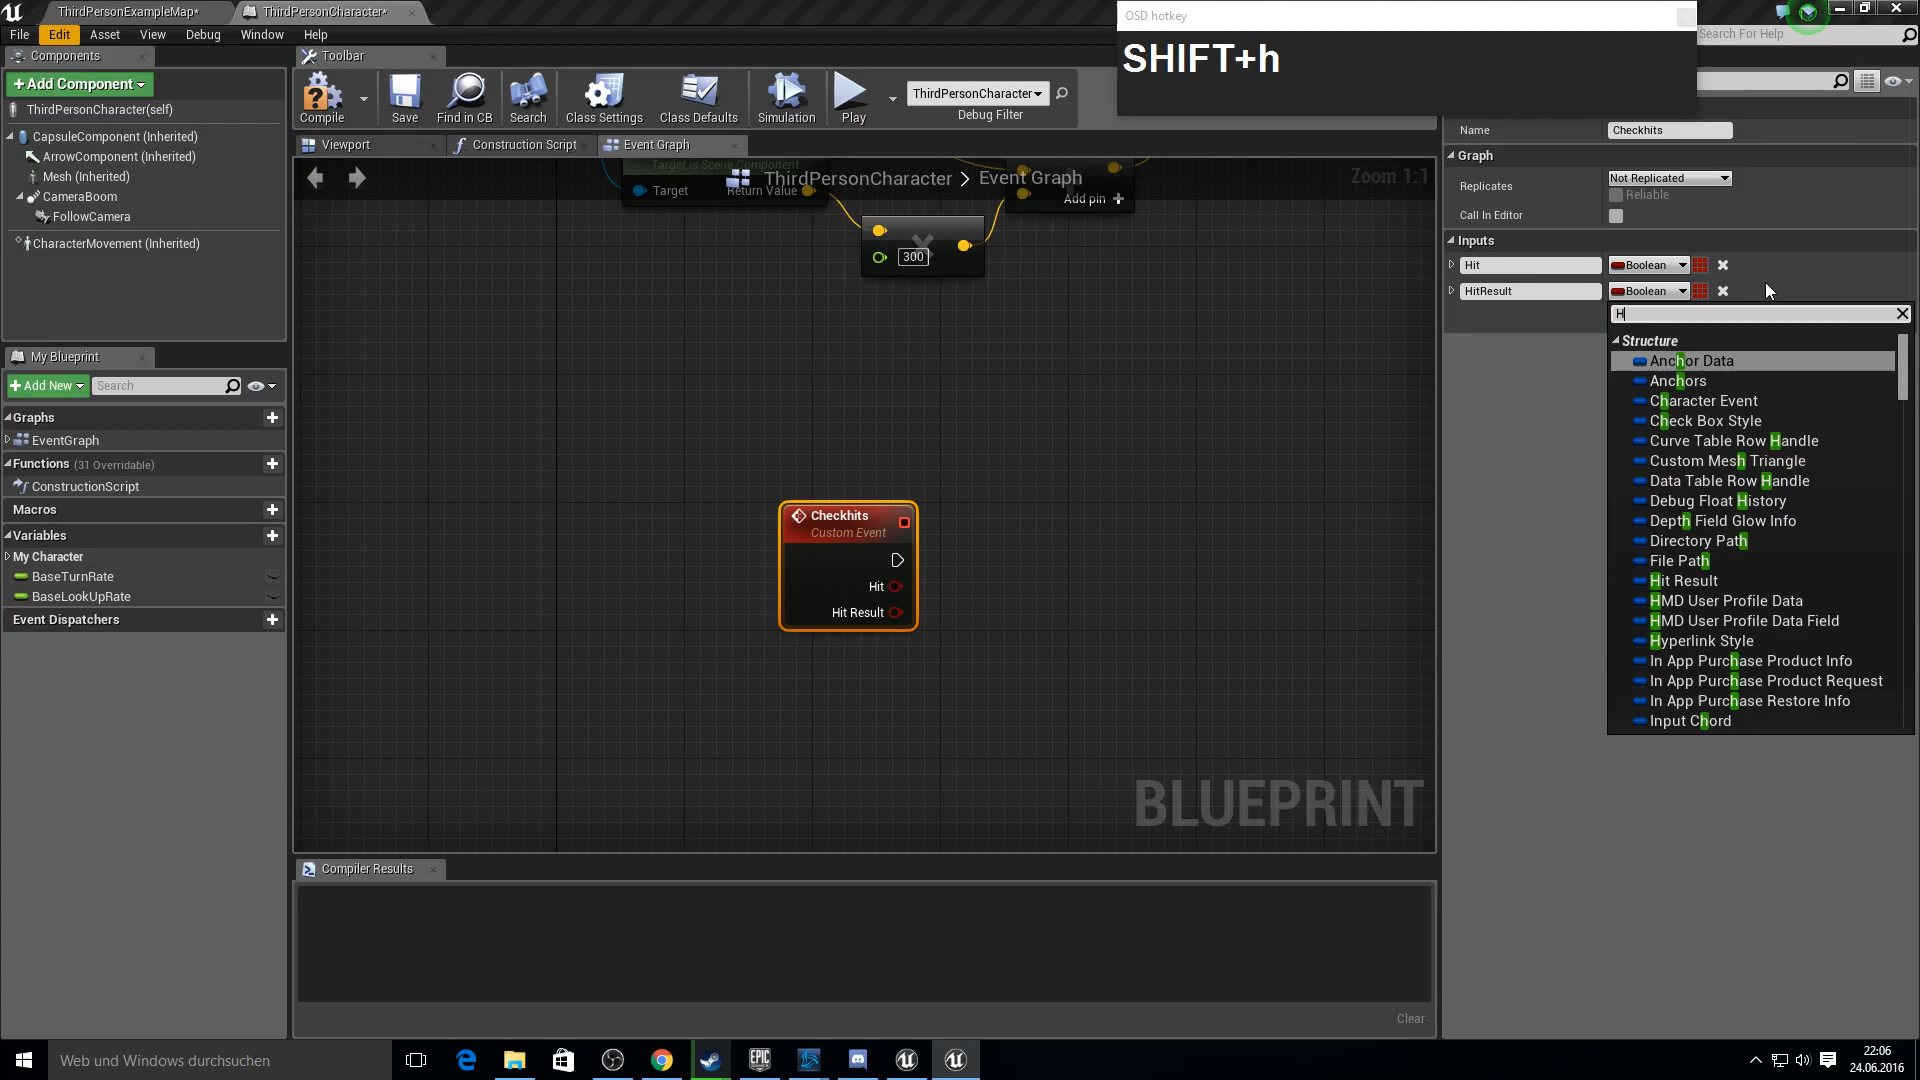 ThirdPersonExampleMap*
ThirdPersonCharacter*
OSD hotkey
SHIFT+h
File
Edit
Asset
View
Debug
Window
Help
Search For Help
Components
Toolbar
+Add Component
ThirdPersonCharacter(self)
CapsuleComponent (Inherited)
ArrowComponent (Inherited)
Mesh (Inherited)
CameraBoom
FollowCamera
CharacterMovement (Inherited)
Compile
Save
Find in CB
Search
Class Settings
Class Defaults
Simulation
Play
ThirdPersonCharacter
Debug Filter
Viewport
Construction Script
Event Graph
Target is Scene Component
Target
Return Value
ThirdPersonCharacter > Event Graph
Zoom 1:1
Add pin +
300
Checkhits
Custom Event
Hit
Hit Result
BLUEPRINT
My Blueprint
+Add New
Search
Graphs
EventGraph
Functions (31 Overridable)
ConstructionScript
Macros
Variables
My Character
BaseTurnRate
BaseLookUpRate
Event Dispatchers
Compiler Results
Clear
Name
Checkhits
Graph
Replicates
Not Replicated
Reliable
Call In Editor
Inputs
Hit
Boolean
HitResult
Boolean
H
Structure
Anchor Data
Anchors
Character Event
Check Box Style
Curve Table Row Handle
Custom Mesh Triangle
Data Table Row Handle
Debug Float History
Depth Field Glow Info
Directory Path
File Path
Hit Result
HMD User Profile Data
HMD User Profile Data Field
Hyperlink Style
In App Purchase Product Info
In App Purchase Product Request
In App Purchase Restore Info
Input Chord
Web und Windows durchsuchen
EPIC
GAMES
22:06
24.06.2016